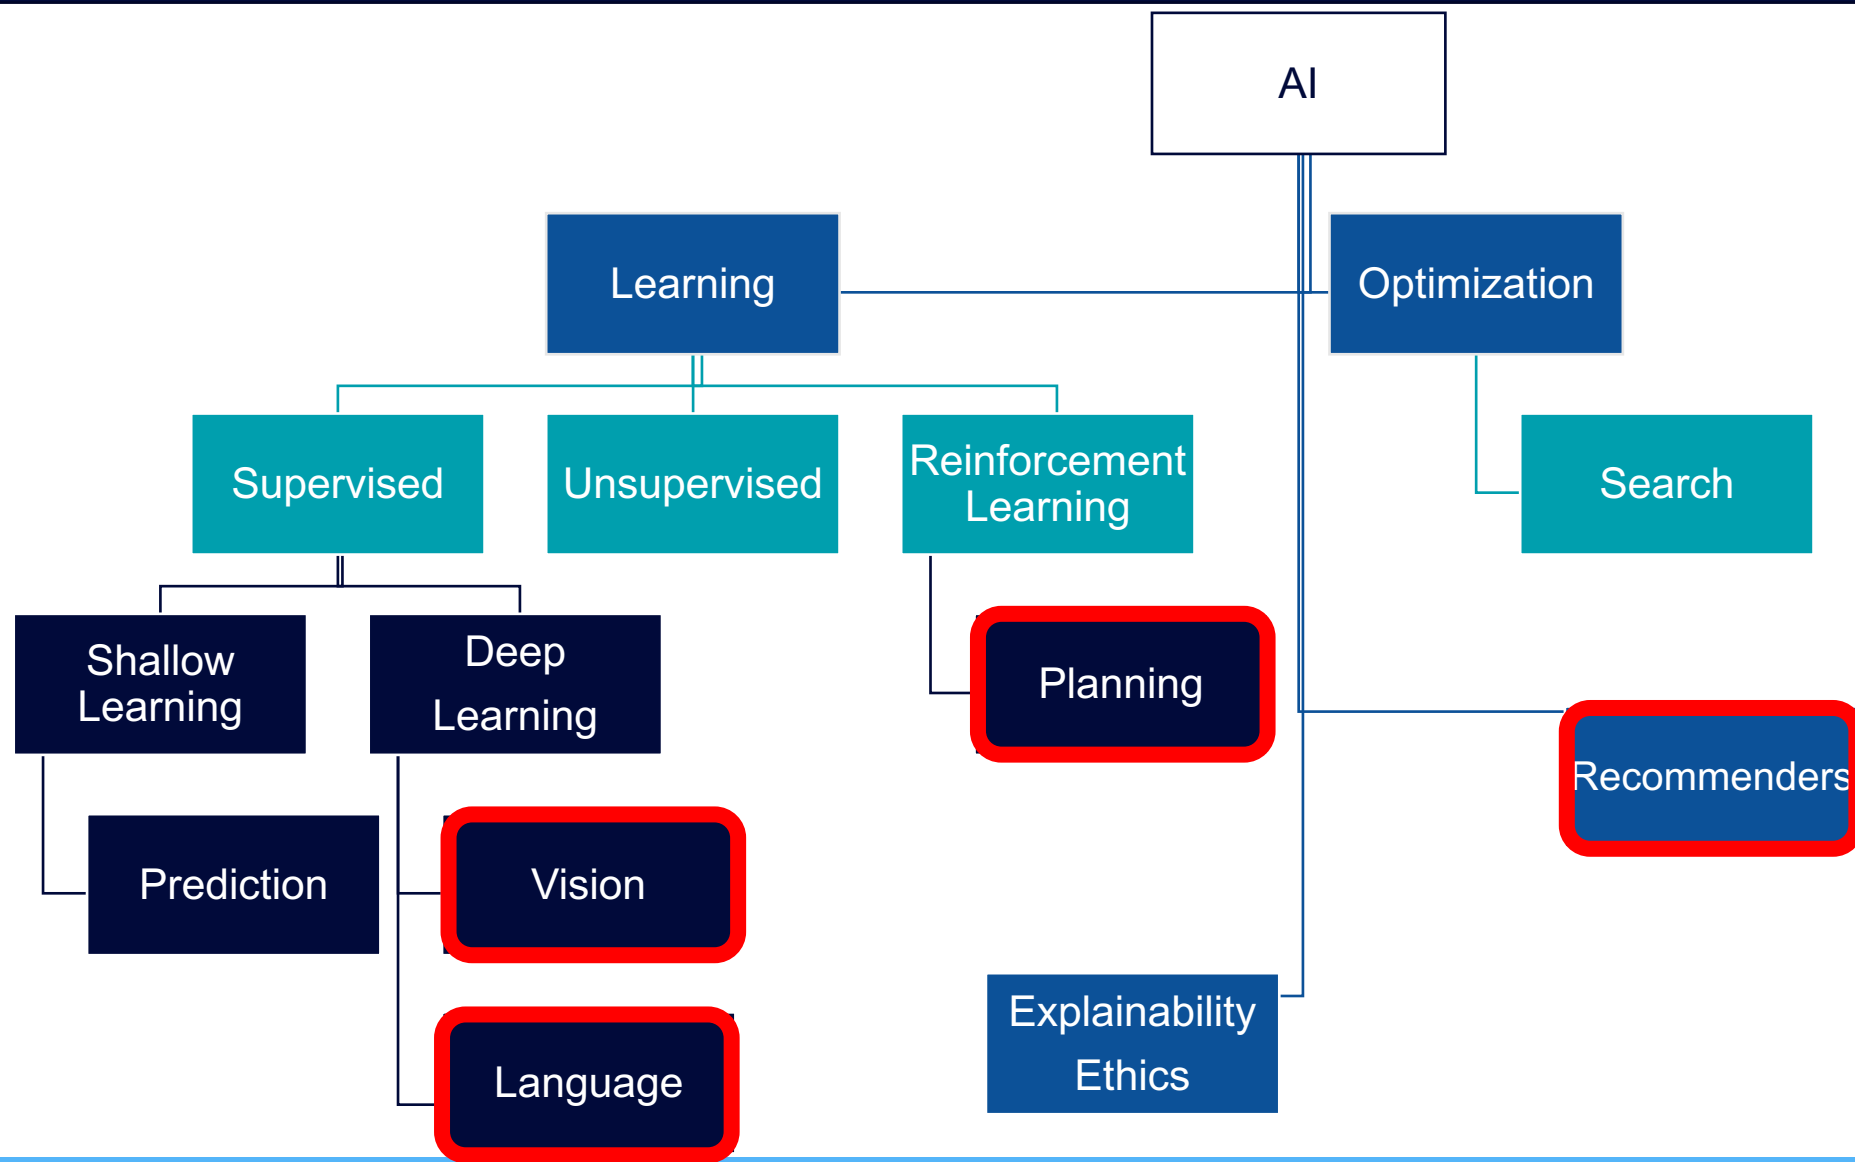 AI
Learning
Optimization
Supervised
Unsupervised
Reinforcement
Learning
Search
Shallow
Learning
Deep
Learning
Planning
Recommenders
Prediction
Vision
Language
Explainability
Ethics